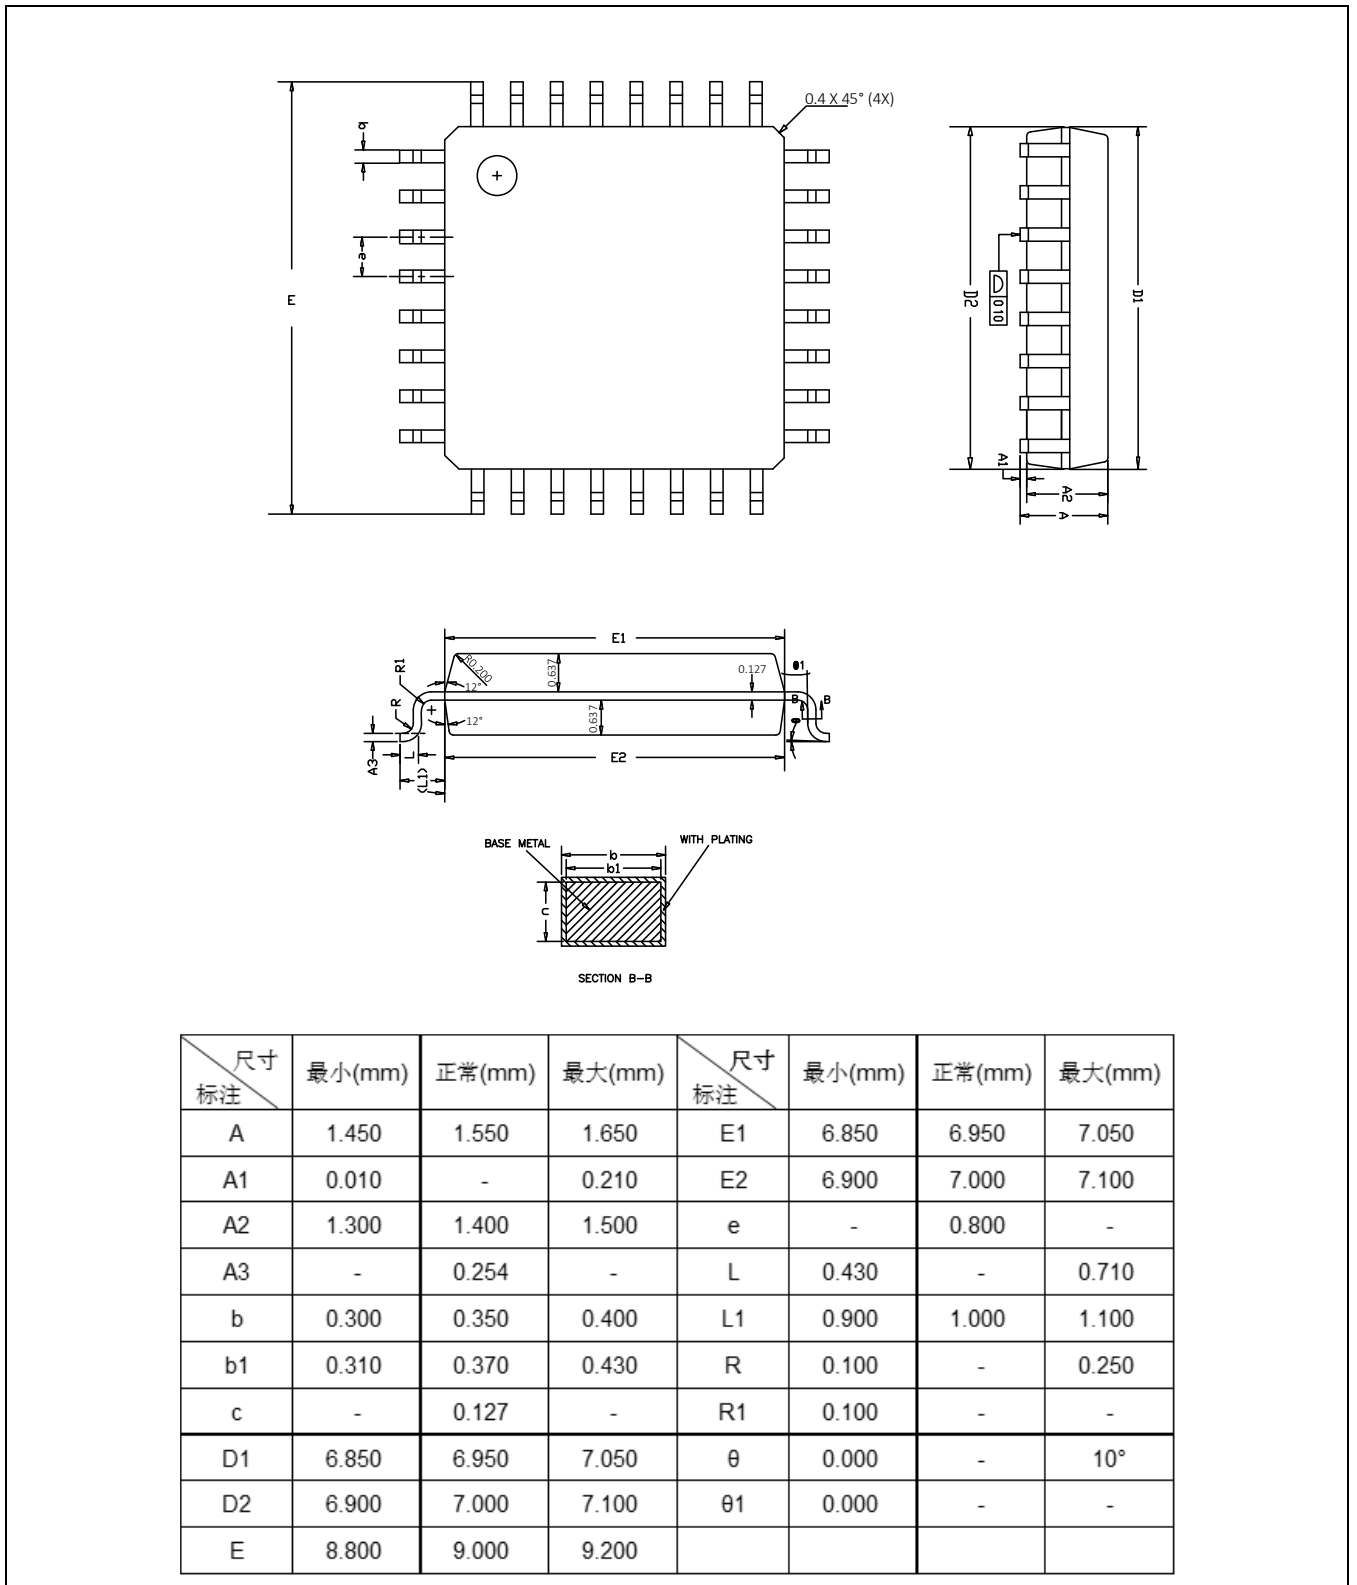 0.4 X 45° (4X)
b
e
E
D2
0.10
D1
A1
A2
A
E1
R1
R0.200
0.637
0.127
θ1
12°
R
B
B
12°
0.637
θ
A3
L
(L1)
E2
BASE METAL
WITH PLATING
b
b1
c
SECTION B-B
尺寸 标注 最小(mm) 正常(mm) 最大(mm) 尺寸 标注 最小(mm) 正常(mm) 最大(mm)
A 1.450 1.550 1.650 E1 6.850 6.950 7.050
A1 0.010 - 0.210 E2 6.900 7.000 7.100
A2 1.300 1.400 1.500 e - 0.800 -
A3 - 0.254 - L 0.430 - 0.710
b 0.300 0.350 0.400 L1 0.900 1.000 1.100
b1 0.310 0.370 0.430 R 0.100 - 0.250
c - 0.127 - R1 0.100 - -
D1 6.850 6.950 7.050 θ 0.000 - 10°
D2 6.900 7.000 7.100 θ1 0.000 - -
E 8.800 9.000 9.200